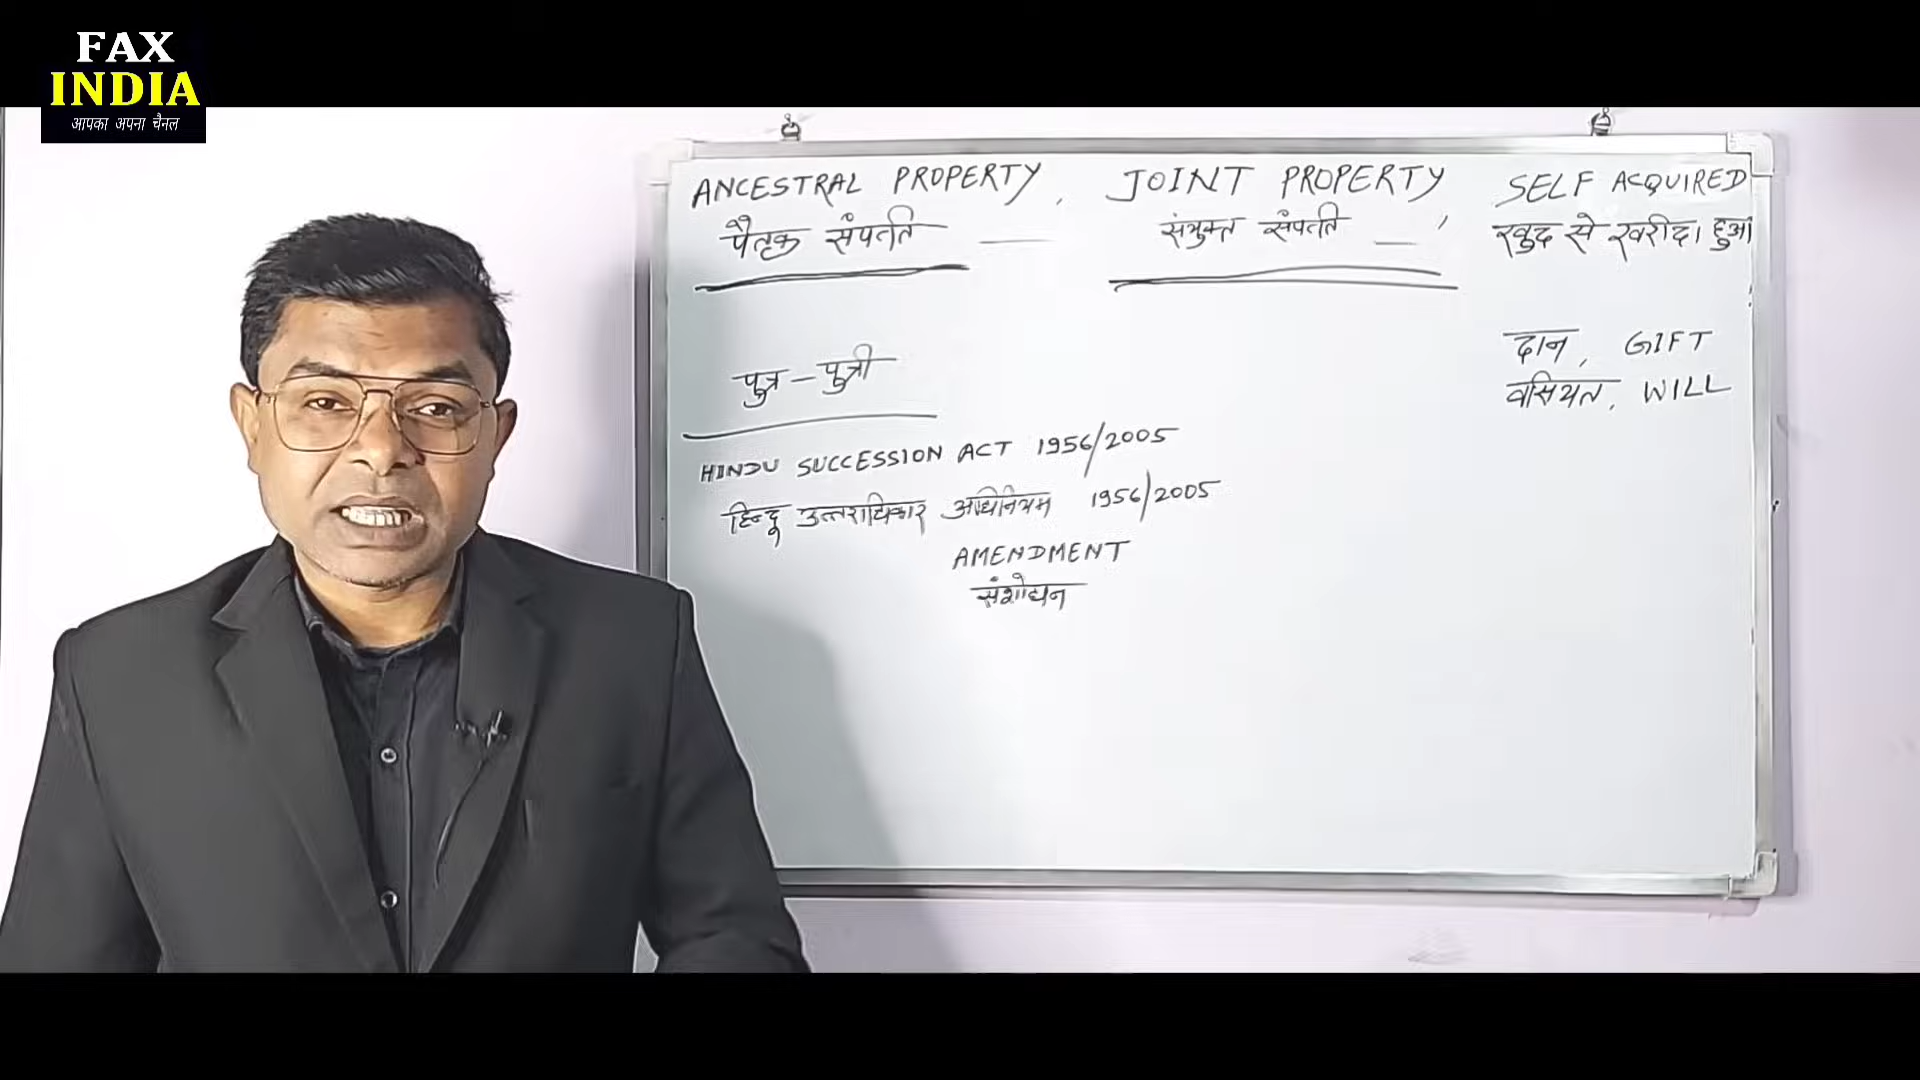 FAX
INDIA
आपका अपना चैनल
ANCESTRAL PROPERTY, JOINT PROPERTY, SELF ACQUIRED
पैतृक संपत्ति संयुक्त संपत्ति खुद से खरीदा हुआ
दान, GIFT
पुत्र – पुत्री
वसियत, WILL
HINDU SUCCESSION ACT 1956/2005
हिन्दू उत्तराधिकार अधिनियम 1956/2005
AMENDMENT
संशोधन